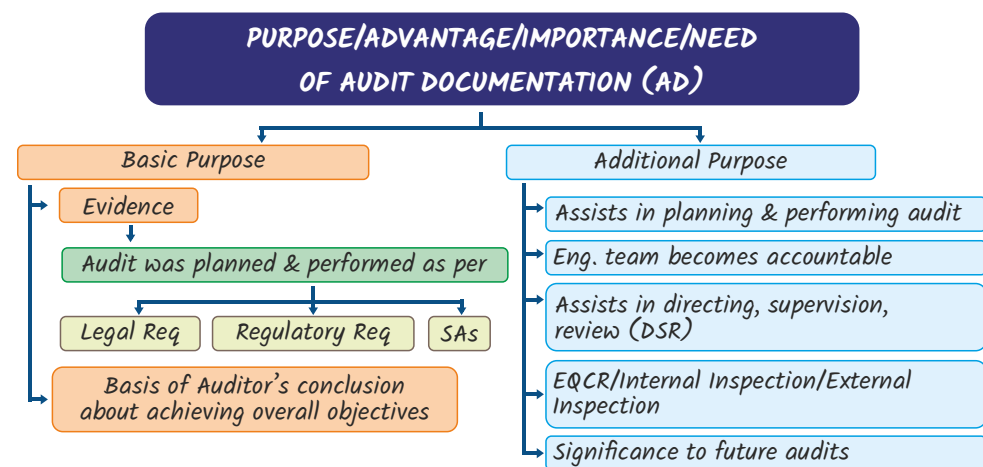 PURPOSE/ADVANTAGE/IMPORTANCE/NEED
OF AUDIT DOCUMENTATION (AD)
Basic Purpose
Evidence
Audit was planned & performed as per
Legal Req
Regulatory Req
SAs
Basis of Auditor's conclusion
about achieving overall objectives
Additional Purpose
Assists in planning & performing audit
Eng. team becomes accountable
Assists in directing, supervision,
review (DSR)
EQCR/Internal Inspection/External
Inspection
Significance to future audits